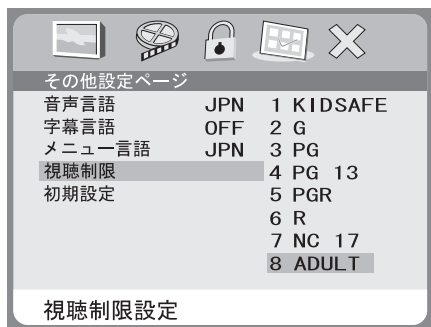 その他設定ページ
音声言語 JPN 1 KIDSAFE
字幕言語 OFF 2 G
メニュー言語 JPN 3 PG
視聴制限 4 PG 13
初期設定 5 PGR
6 R
7 NC 17
8 ADULT
視聴制限設定